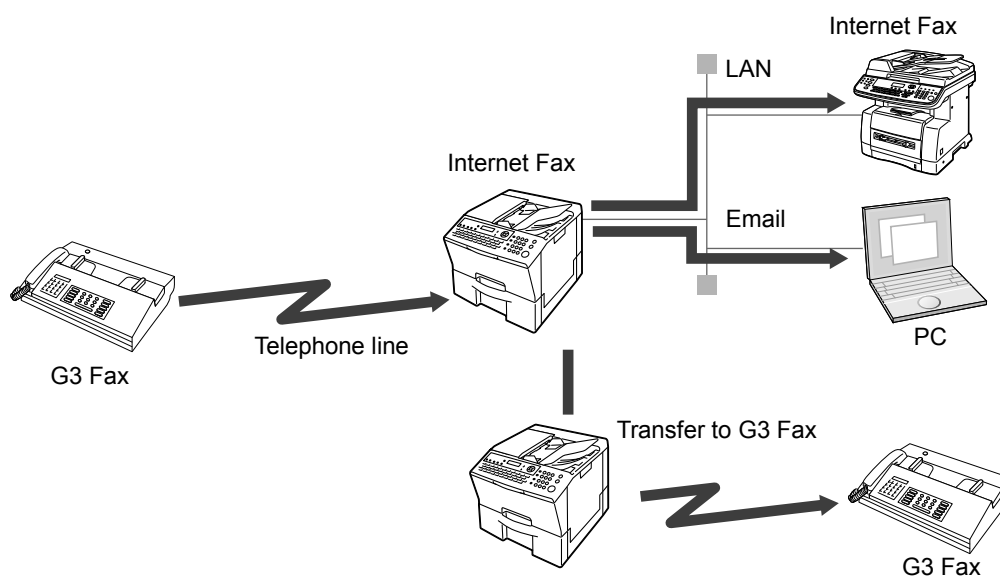 Internet Fax
LAN
Internet Fax
Email
Telephone line
PC
G3 Fax
Transfer to G3 Fax
G3 Fax